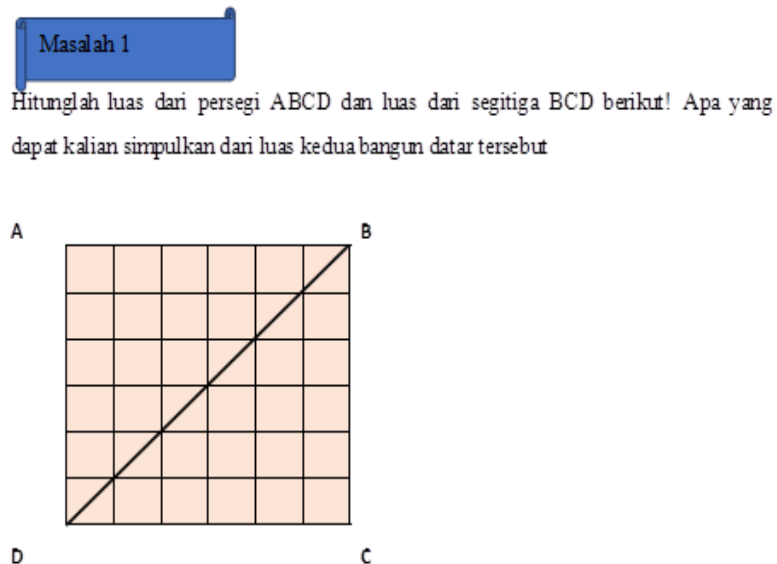 Masalah 1
Hitunglah luas dari persegi ABCD dan luas dari segitiga BCD berikut! Apa yang
dapat kalian simpulkan dari luas kedua bangun datar tersebut
A B
D C